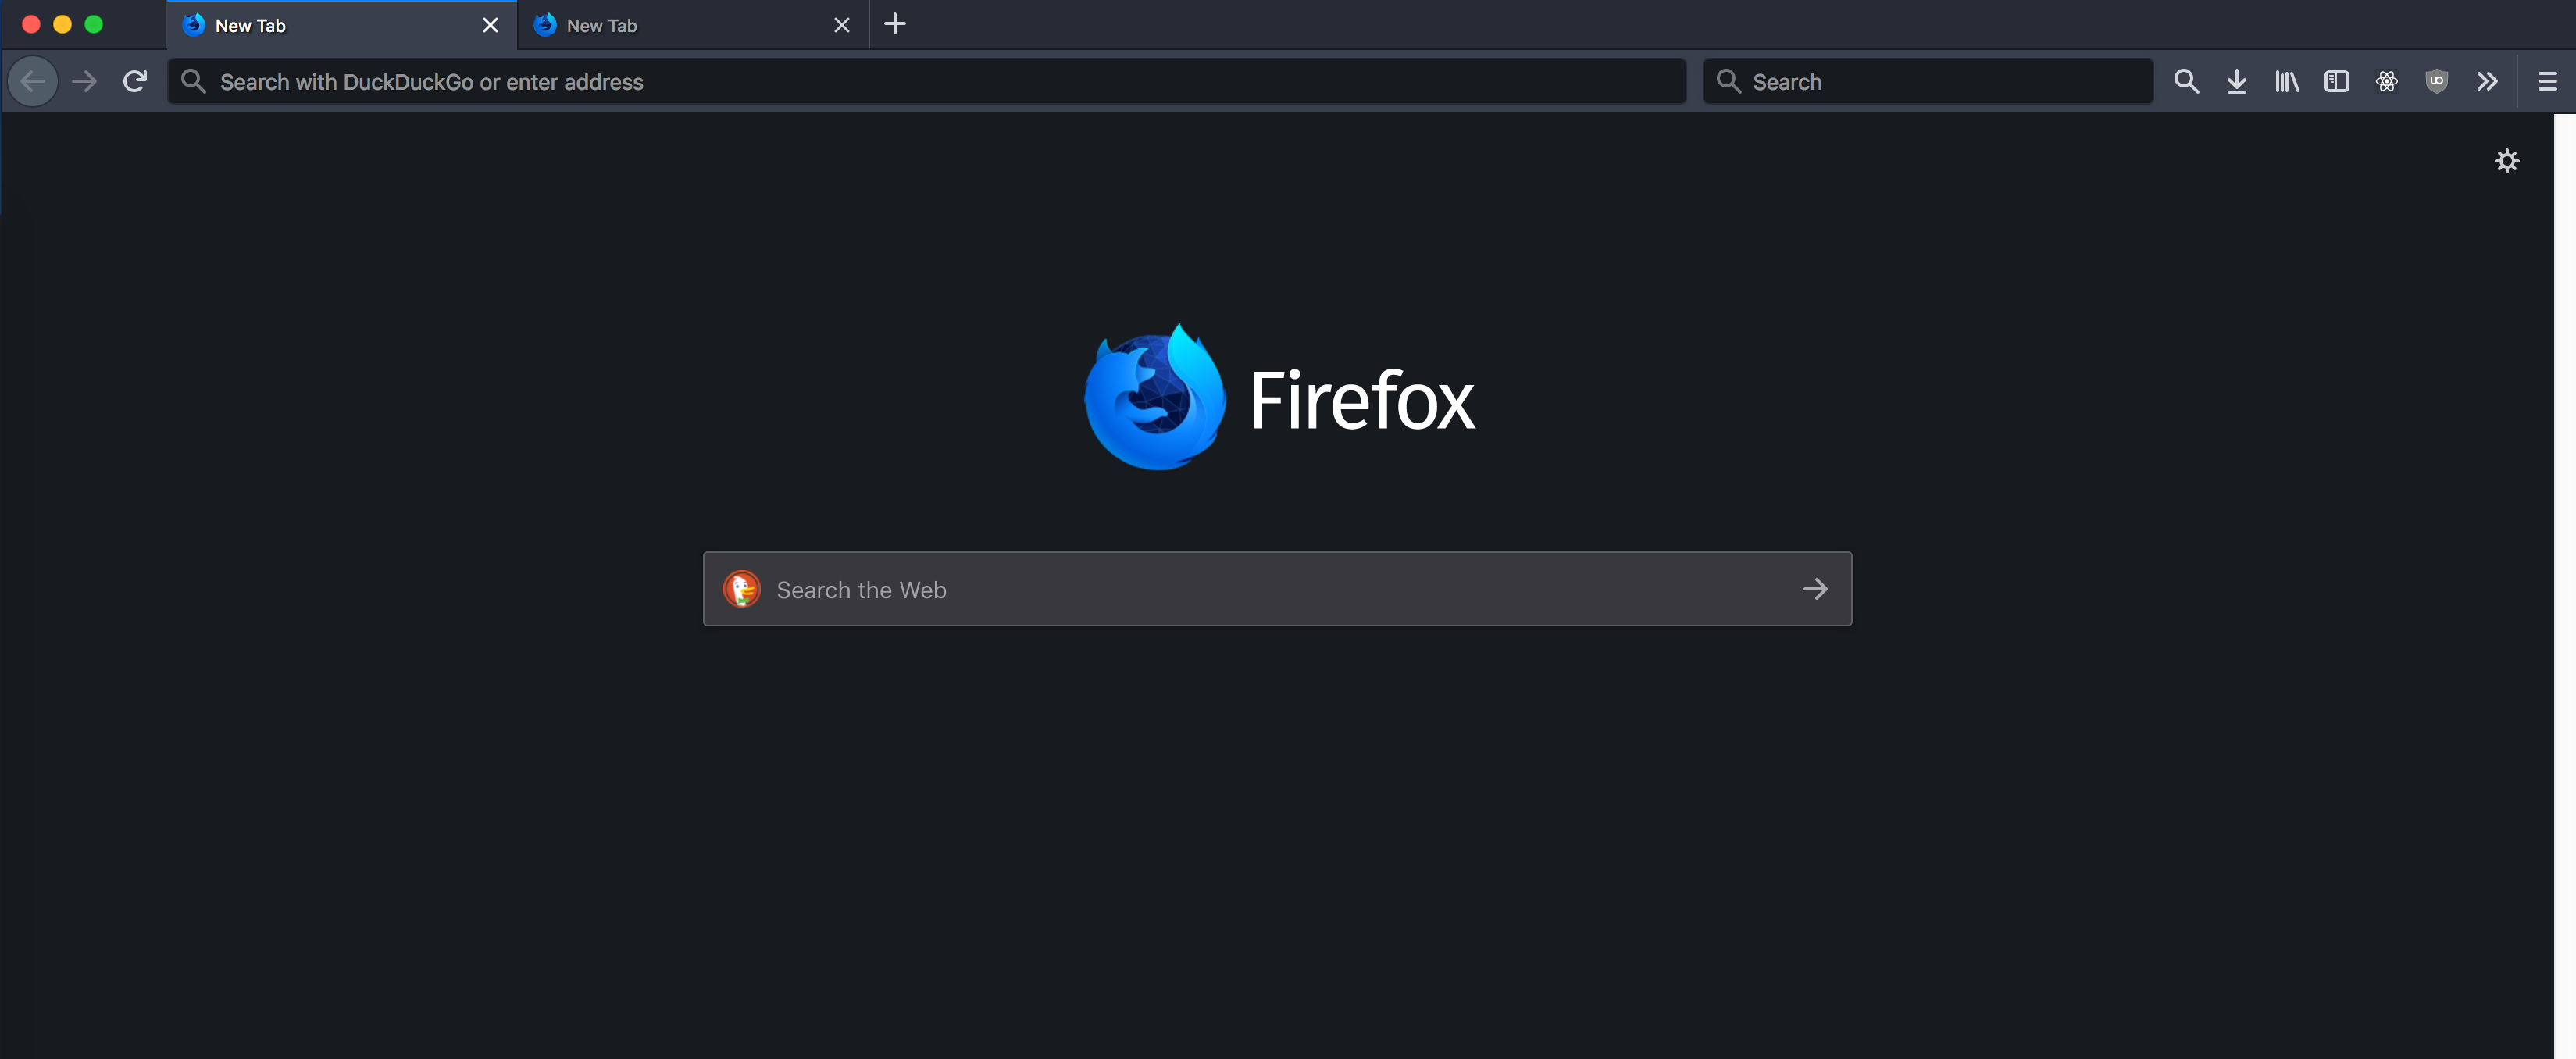 New Tab
New Tab
Search with DuckDuckGo or enter address
Search
Firefox
Search the Web